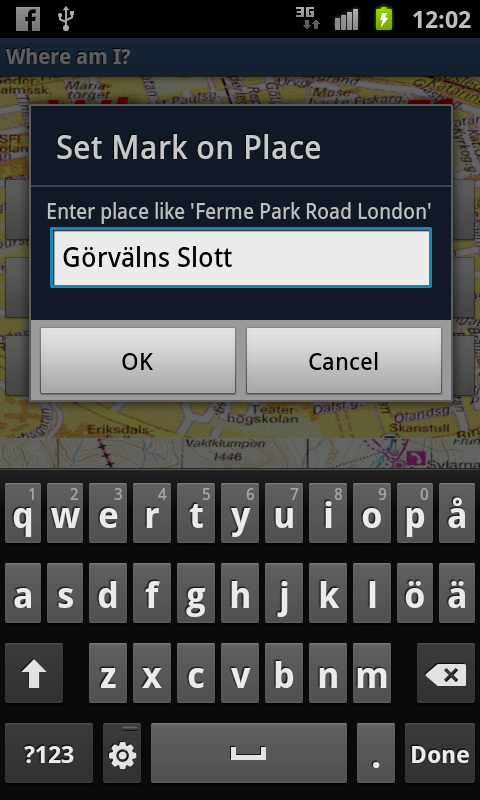 3G
12:02
Where am I?
Maria-
torget
Set Mark on Place
Enter place like 'Ferme Park Road London'
Görvälns Slott
OK
Cancel
Teater-
högskolan
Eriksdals-
Skanstull
Vaktklumpen
1446
Sylarna
1 2 3 4 5 6 7 8 9 0
q w e r t y u i o p å
a s d f g h j k l ö ä
z x c v b n m
?123
.
Done